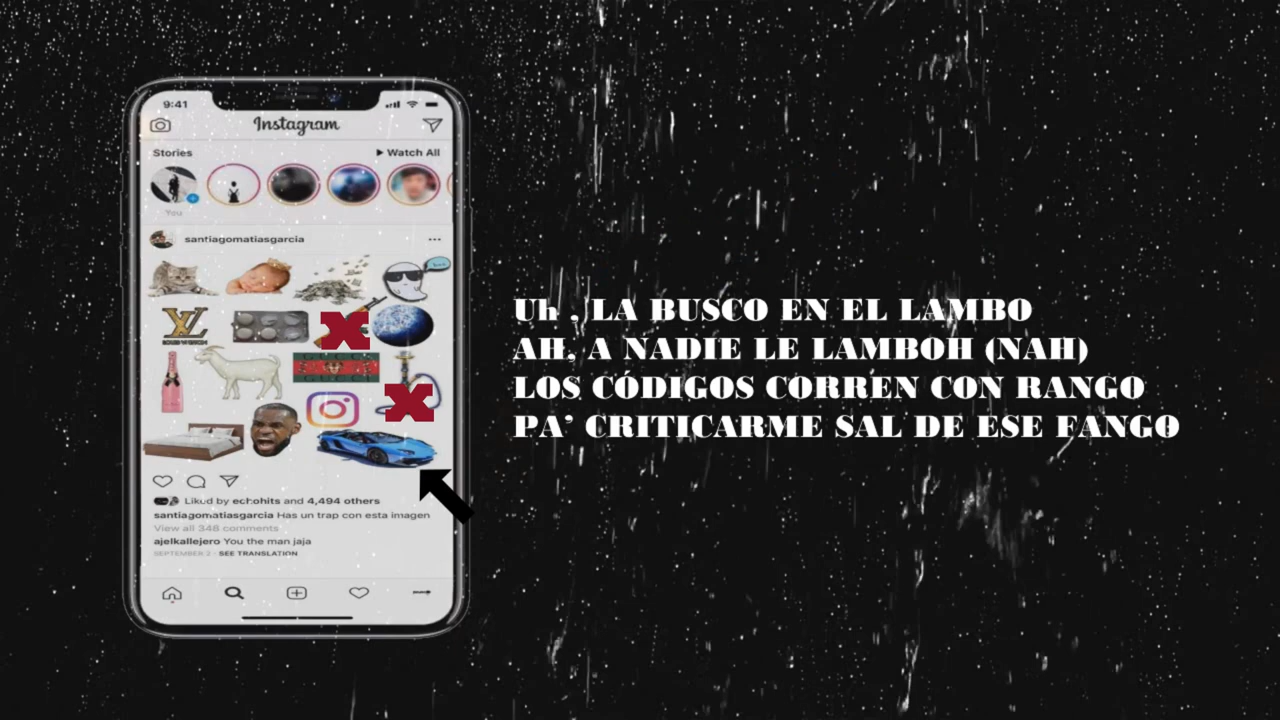 9:41
Instagram
Stories
Watch All
You
santiagomatiasgarcia
LV
GUCCI
GUCCI
Liked by echohits and 4,494 others
santiagomatiasgarcia Has un trap con esta imagen
View all 348 comments
ajelkallejero You the man jaja
SEPTEMBER 2 · SEE TRANSLATION
Uh , LA BUSCO EN EL LAMBO
AH, A NADIE LE LAMBOH (NAH)
LOS CÓDIGOS CORREN CON RANGO
PA' CRITICARME SAL DE ESE FANGO